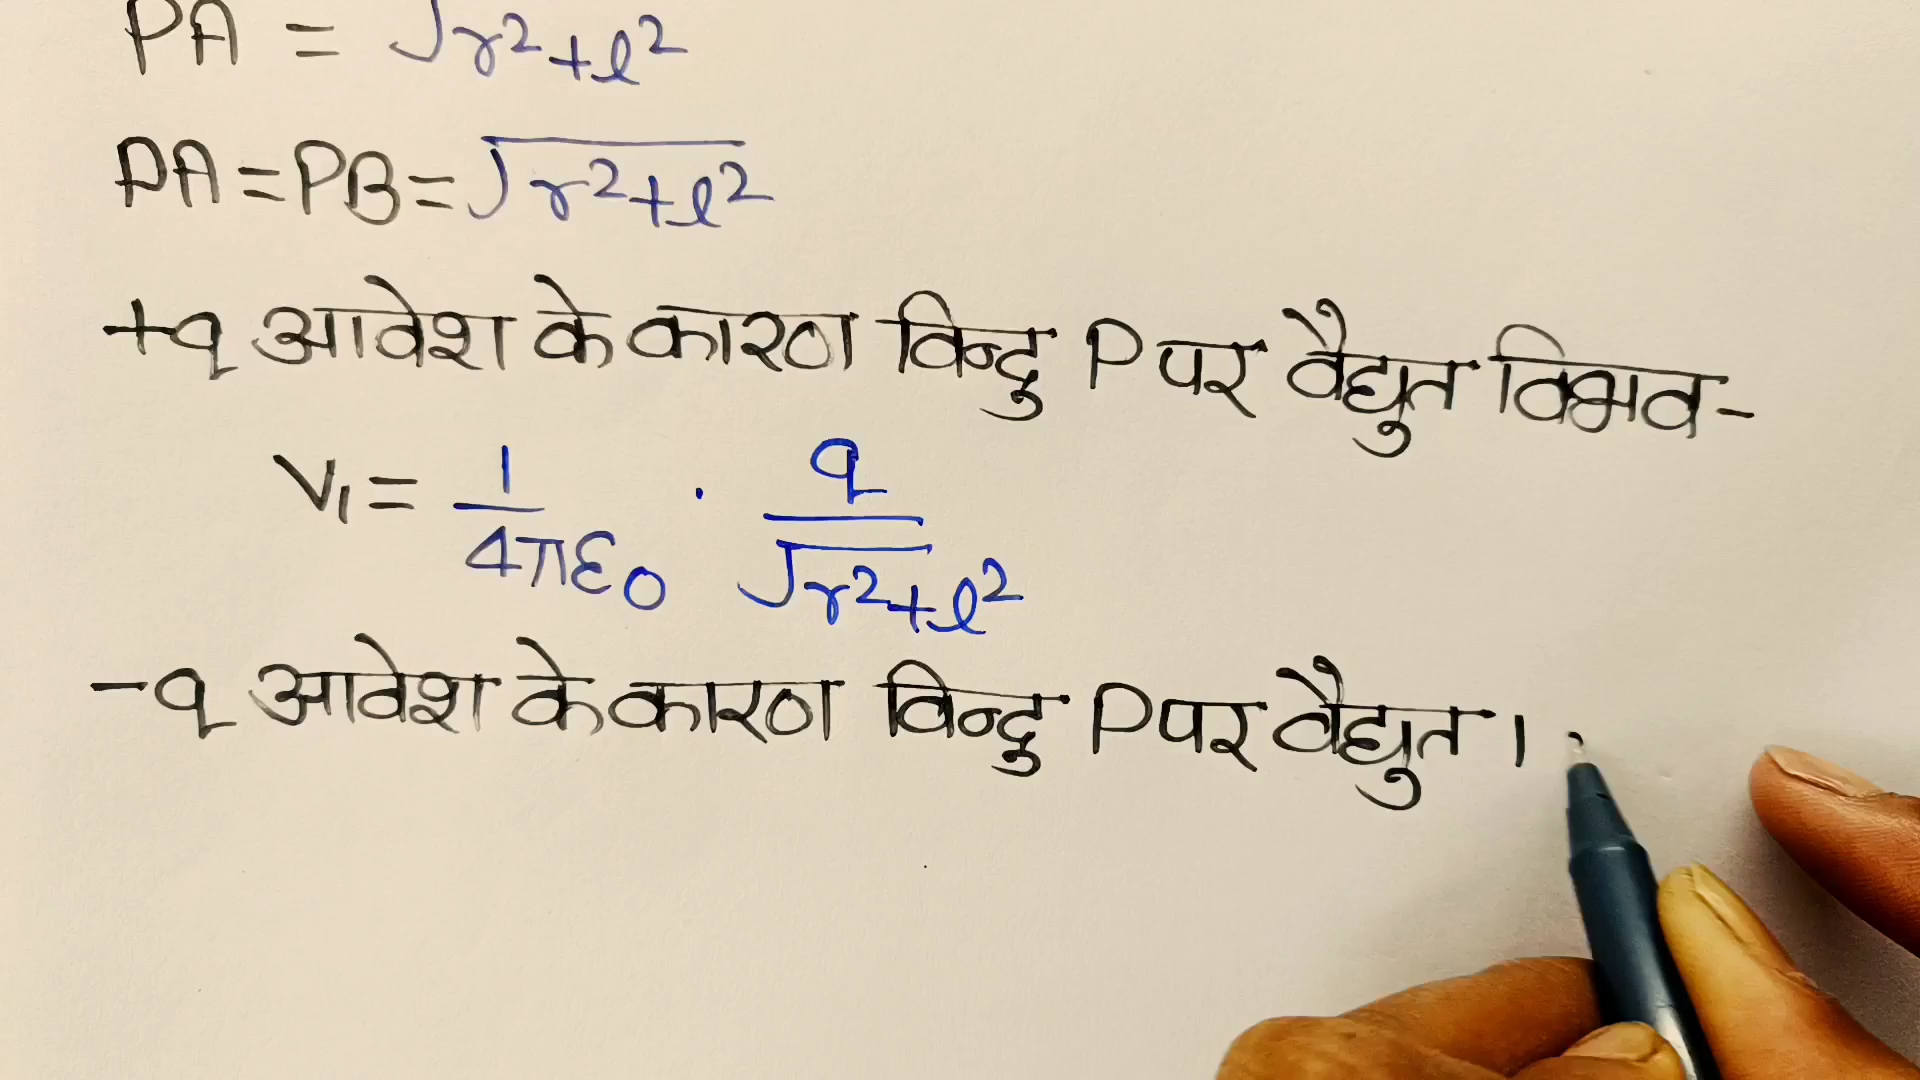 PA = √r²+l²
PA=PB=√r²+l²
+q आवेश के कारण विन्दु P पर वैद्युत विभव-
V₁= 1/4πε₀ · q/√r²+l²
-q आवेश के कारण विन्दु P पर वैद्युत ।